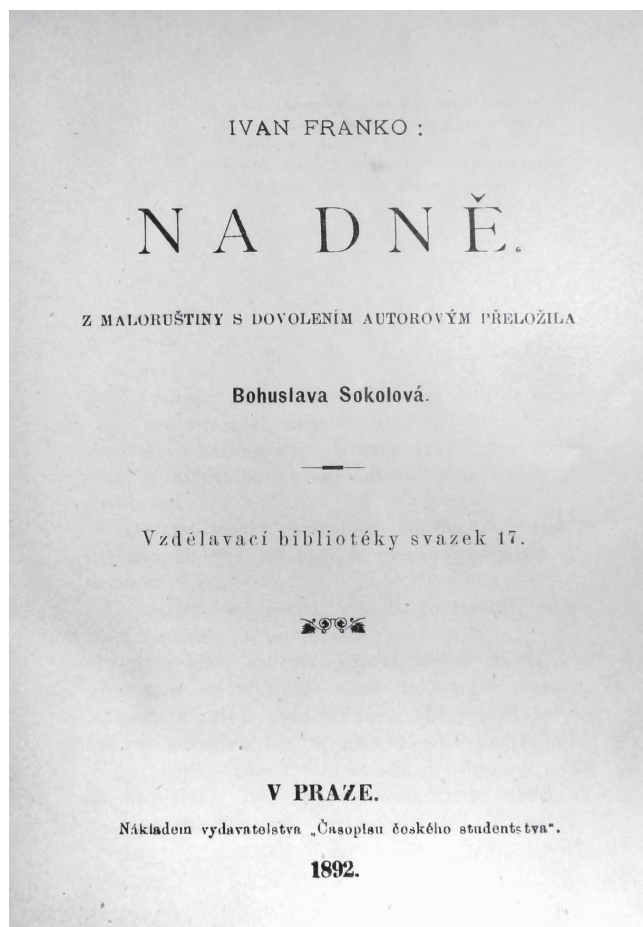 IVAN FRANKO:
NA DNĚ.
Z MALORUŠTINY S DOVOLENÍM AUTOROVÝM PŘELOŽILA
Bohuslava Sokolová.
Vzdělavací bibliotéky svazek 17.
V PRAZE.
Nákladem vydavatelstva „Časopisu českého studentstva“.
1892.